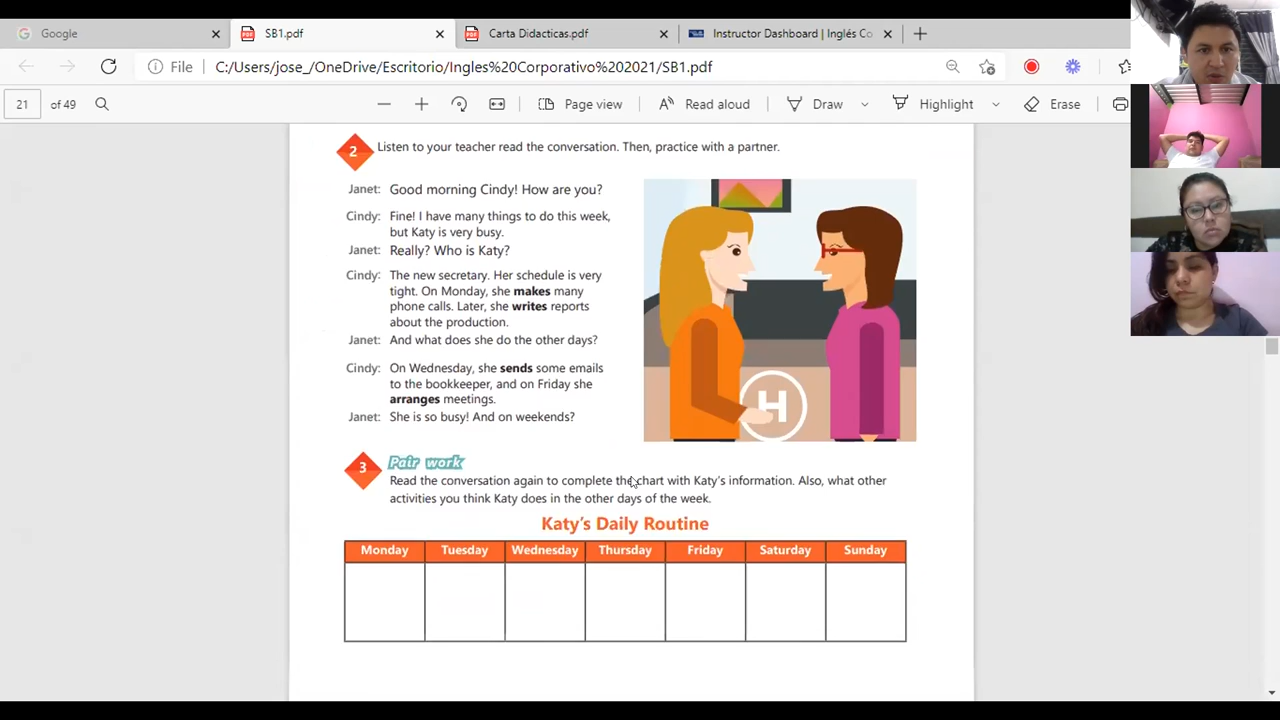 Google
SB1.pdf
Carta Didacticas.pdf
Instructor Dashboard | Inglés Co
File
C:/Users/jose_/OneDrive/Escritorio/Ingles%20Corporativo%202021/SB1.pdf
21 of 49
Page view
Read aloud
Draw
Highlight
Erase
2 Listen to your teacher read the conversation. Then, practice with a partner.
Janet: Good morning Cindy! How are you?
Cindy: Fine! I have many things to do this week,
but Katy is very busy.
Janet: Really? Who is Katy?
Cindy: The new secretary. Her schedule is very
tight. On Monday, she makes many
phone calls. Later, she writes reports
about the production.
Janet: And what does she do the other days?
Cindy: On Wednesday, she sends some emails
to the bookkeeper, and on Friday she
arranges meetings.
Janet: She is so busy! And on weekends?
H
3 Pair work
Read the conversation again to complete the chart with Katy's information. Also, what other
activities you think Katy does in the other days of the week.
Katy's Daily Routine
Monday Tuesday Wednesday Thursday Friday Saturday Sunday